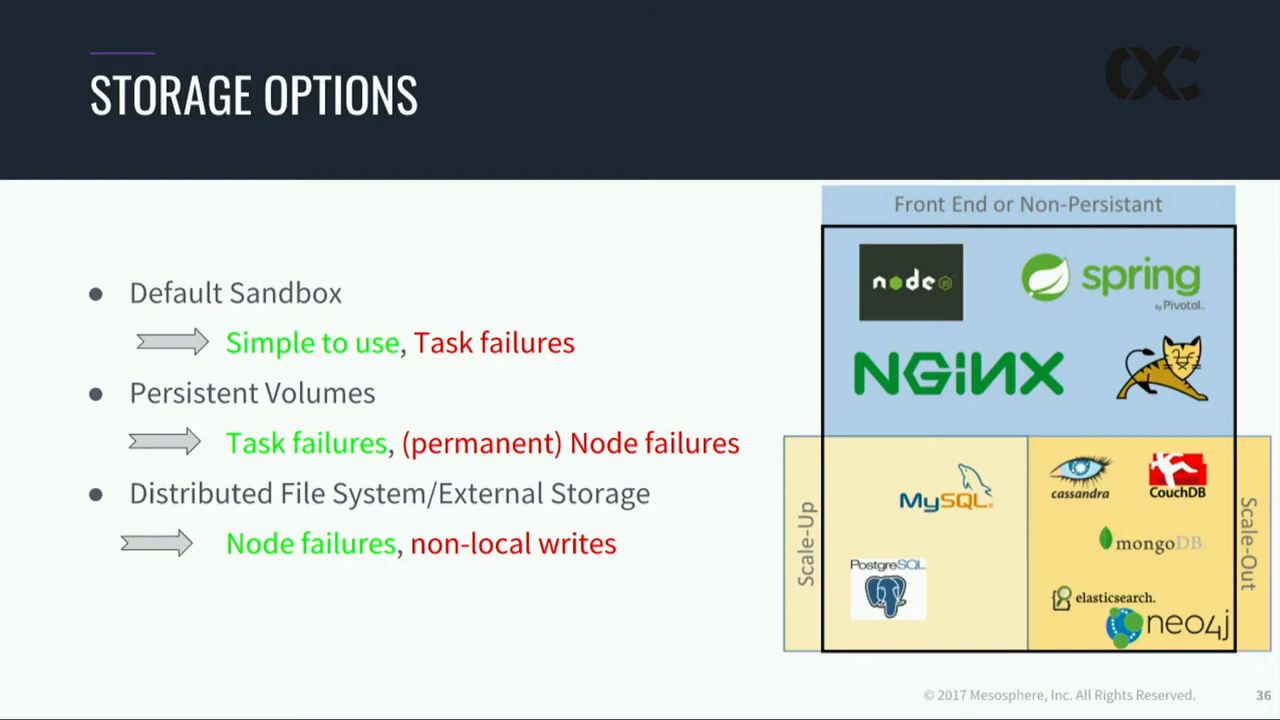 STORAGE OPTIONS
Front End or Non-Persistant
node
JS
spring
by Pivotal.
NGiNX
● Default Sandbox
Simple to use, Task failures
● Persistent Volumes
Task failures, (permanent) Node failures
● Distributed File System/External Storage
Node failures, non-local writes
Scale-Up
MySQL
PostgreSQL
cassandra
CouchDB
mongoDB
elasticsearch.
neo4j
Scale-Out
© 2017 Mesosphere, Inc. All Rights Reserved.
36